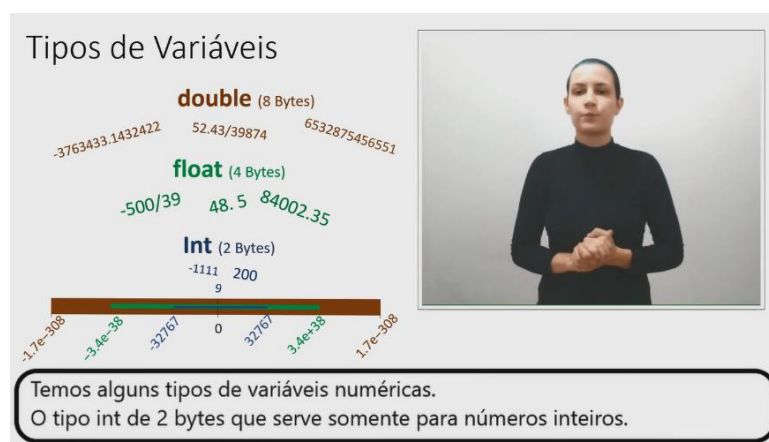 Tipos de Variáveis
double (8 Bytes)
-3763433.1432422 52.43/39874 6532875456551
float (4 Bytes)
-500/39 48. 5 84002.35
Int (2 Bytes)
-1111 200
9
-1.7e-308 -3.4e-38 -32767 0 32767 3.4e+38 1.7e-308
Temos alguns tipos de variáveis numéricas.
O tipo int de 2 bytes que serve somente para números inteiros.